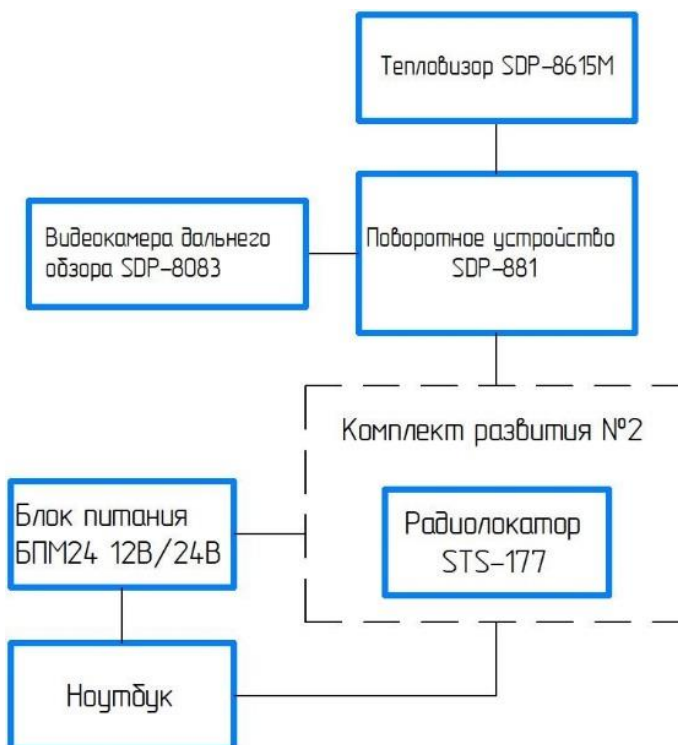 Тепловизор SDP-8615М
Видеокамера дальнего
обзора SDP-8083
Поворотное устройство
SDP-881
Комплект развития №2
Блок питания
БПМ24 12В/24В
Радиолокатор
STS-177
Ноутбук